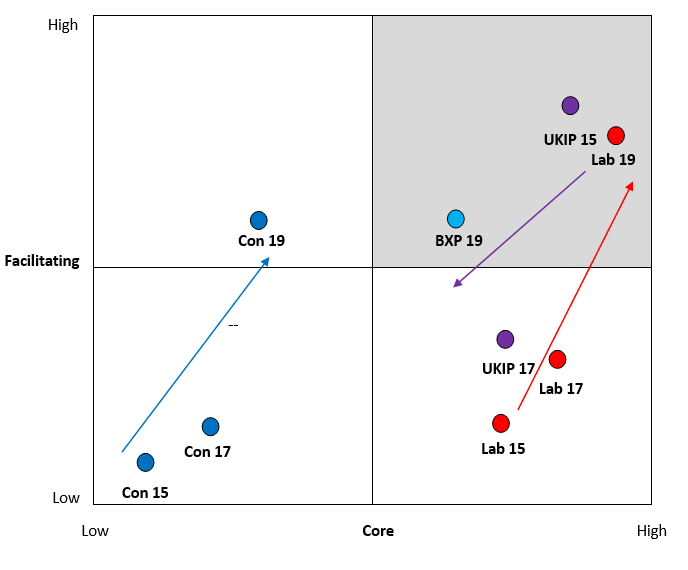 High
UKIP 15
Lab 19
Con 19
BXP 19
Facilitating
--
UKIP 17
Lab 17
Con 17
Lab 15
Con 15
Low
Low
Core
High